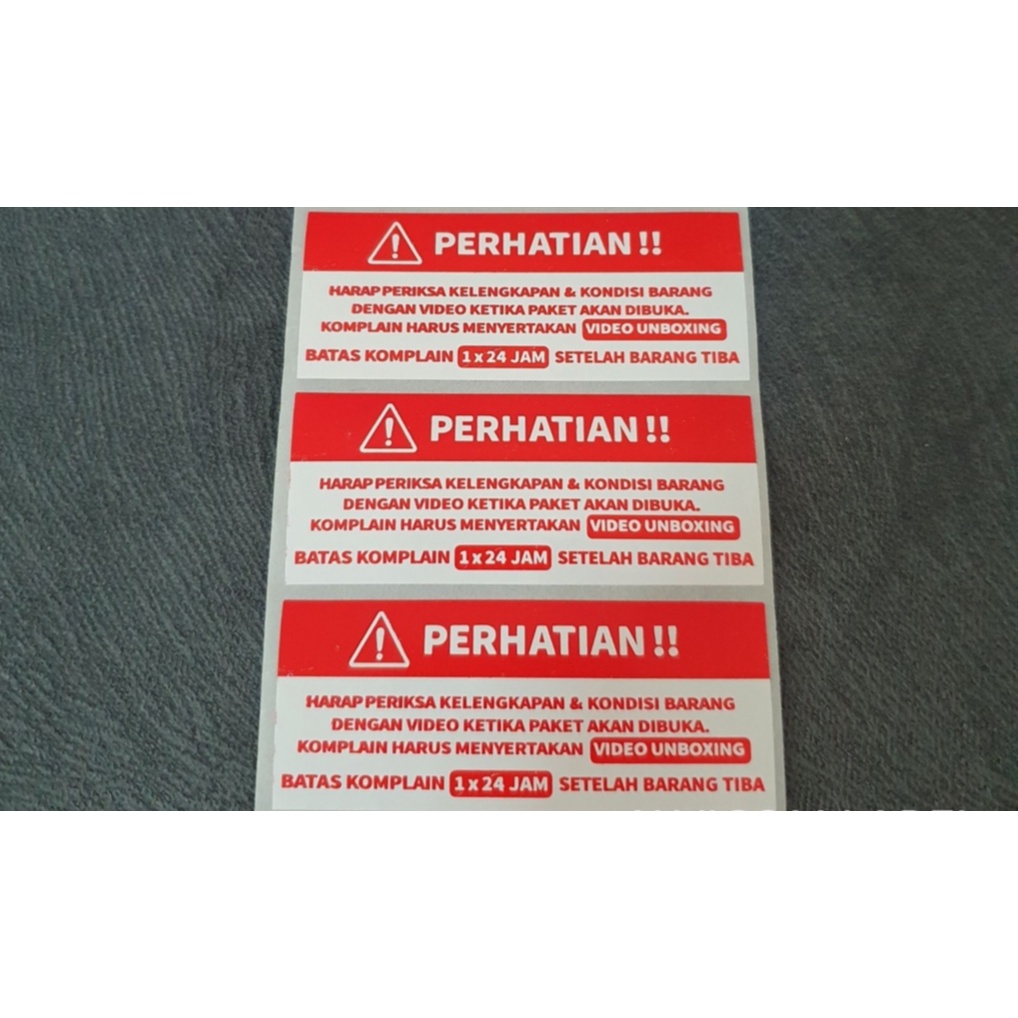 PERHATIAN !!
HARAP PERIKSA KELENGKAPAN & KONDISI BARANG
DENGAN VIDEO KETIKA PAKET AKAN DIBUKA.
KOMPLAIN HARUS MENYERTAKAN VIDEO UNBOXING
BATAS KOMPLAIN 1 x 24 JAM SETELAH BARANG TIBA
PERHATIAN !!
HARAP PERIKSA KELENGKAPAN & KONDISI BARANG
DENGAN VIDEO KETIKA PAKET AKAN DIBUKA.
KOMPLAIN HARUS MENYERTAKAN VIDEO UNBOXING
BATAS KOMPLAIN 1 x 24 JAM SETELAH BARANG TIBA
PERHATIAN !!
HARAP PERIKSA KELENGKAPAN & KONDISI BARANG
DENGAN VIDEO KETIKA PAKET AKAN DIBUKA.
KOMPLAIN HARUS MENYERTAKAN VIDEO UNBOXING
BATAS KOMPLAIN 1 x 24 JAM SETELAH BARANG TIBA